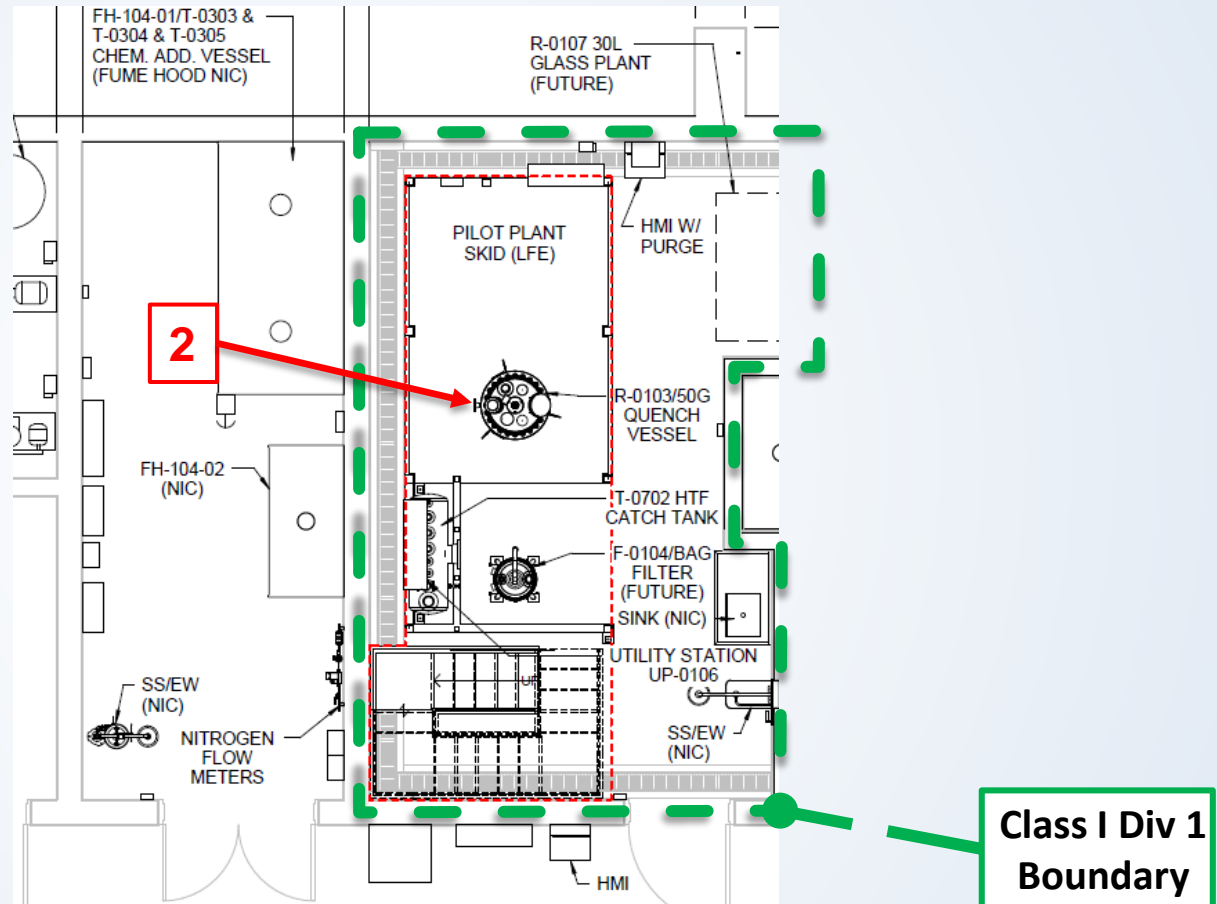 FH-104-01/T-0303 &
T-0304 & T-0305
CHEM. ADD. VESSEL
(FUME HOOD NIC)
R-0107 30L
GLASS PLANT
(FUTURE)
PILOT PLANT
SKID (LFE)
HMI W/
PURGE
2
R-0103/50G
QUENCH
VESSEL
FH-104-02
(NIC)
T-0702 HTF
CATCH TANK
F-0104/BAG
FILTER
(FUTURE)
SINK (NIC)
UTILITY STATION
UP-0106
UP
SS/EW
(NIC)
SS/EW
(NIC)
NITROGEN
FLOW
METERS
HMI
Class I Div 1
Boundary